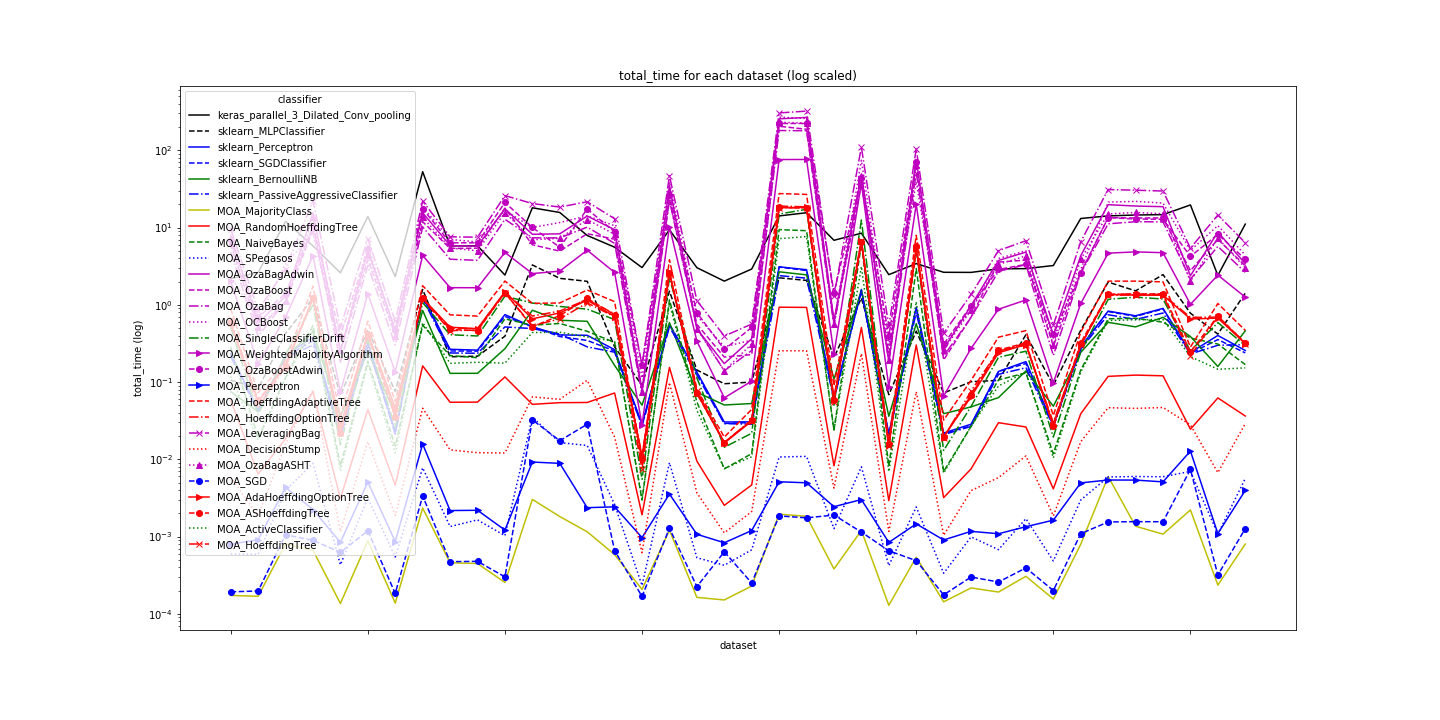 total_time for each dataset (log scaled)
classifier
keras_parallel_3_Dilated_Conv_pooling
sklearn_MLPClassifier
sklearn_Perceptron
sklearn_SGDClassifier
sklearn_BernoulliNB
sklearn_PassiveAggressiveClassifier
MOA_MajorityClass
MOA_RandomHoeffdingTree
MOA_NaiveBayes
MOA_SPegasos
MOA_OzaBagAdwin
MOA_OzaBoost
MOA_OzaBag
MOA_OCBoost
MOA_SingleClassifierDrift
MOA_WeightedMajorityAlgorithm
MOA_OzaBoostAdwin
MOA_Perceptron
MOA_HoeffdingAdaptiveTree
MOA_HoeffdingOptionTree
MOA_LeveragingBag
MOA_DecisionStump
MOA_OzaBagASHT
MOA_SGD
MOA_AdaHoeffdingOptionTree
MOA_ASHoeffdingTree
MOA_ActiveClassifier
MOA_HoeffdingTree
total_time (log)
10²
10¹
10⁰
10⁻¹
10⁻²
10⁻³
10⁻⁴
dataset